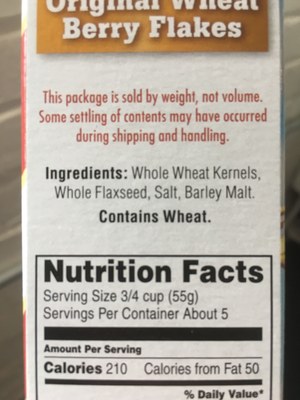 Original Wheat
Berry Flakes
This package is sold by weight, not volume.
Some settling of contents may have occurred
during shipping and handling.
Ingredients: Whole Wheat Kernels,
Whole Flaxseed, Salt, Barley Malt.
Contains Wheat.
Nutrition Facts
Serving Size 3/4 cup (55g)
Servings Per Container About 5
Amount Per Serving
Calories 210 Calories from Fat 50
% Daily Value*